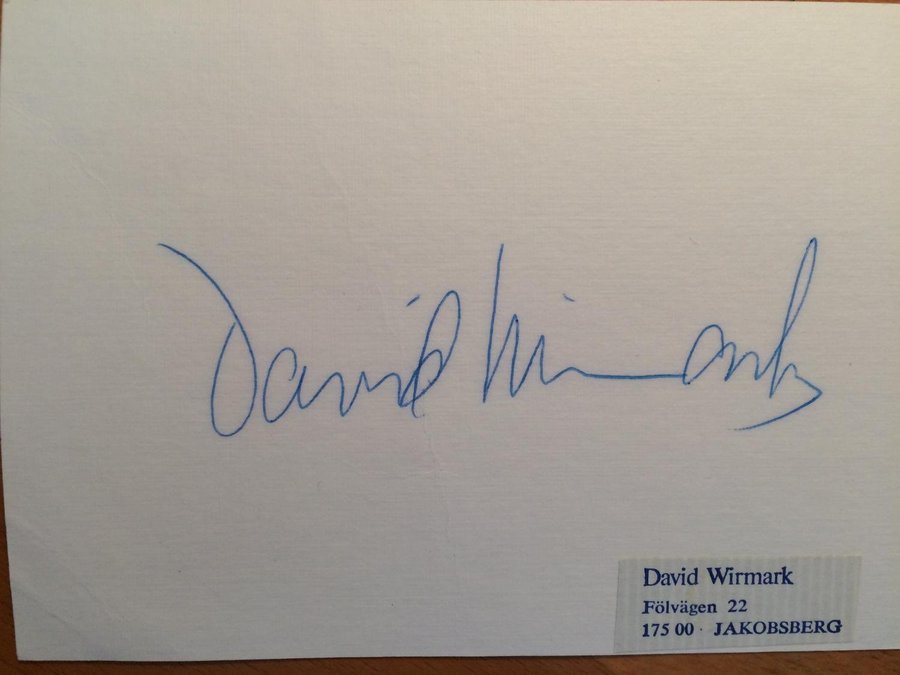 David Wirmark
David Wirmark
Fölvägen 22
175 00 JAKOBSBERG